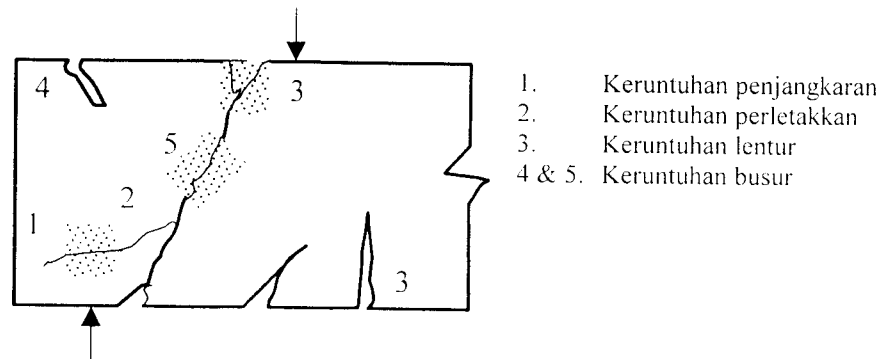 4
3
5
2
1
3
1. Keruntuhan penjangkaran
2. Keruntuhan perletakkan
3. Keruntuhan lentur
4 & 5. Keruntuhan busur